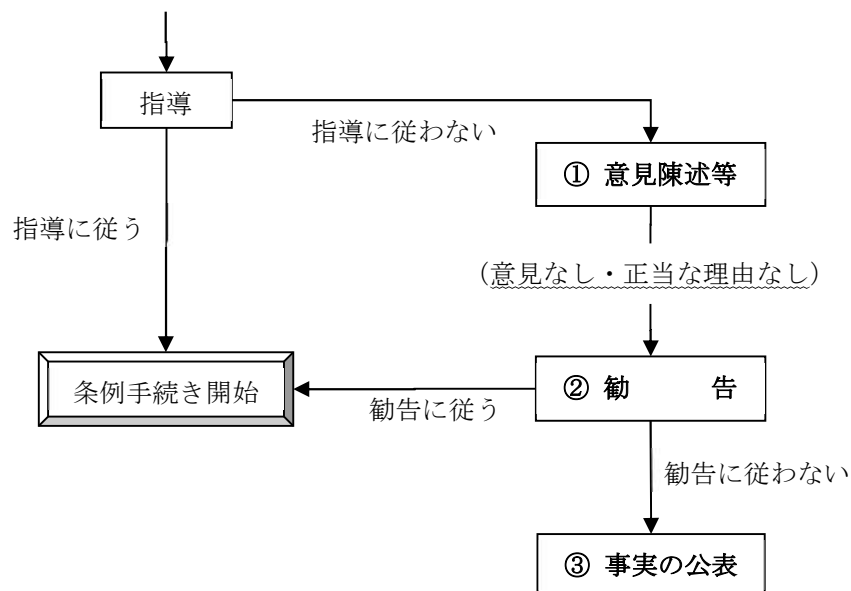 指導
指導に従わない
① 意見陳述等
指導に従う
（意見なし・正当な理由なし）
条例手続き開始
② 勧　　告
勧告に従う
勧告に従わない
③ 事実の公表